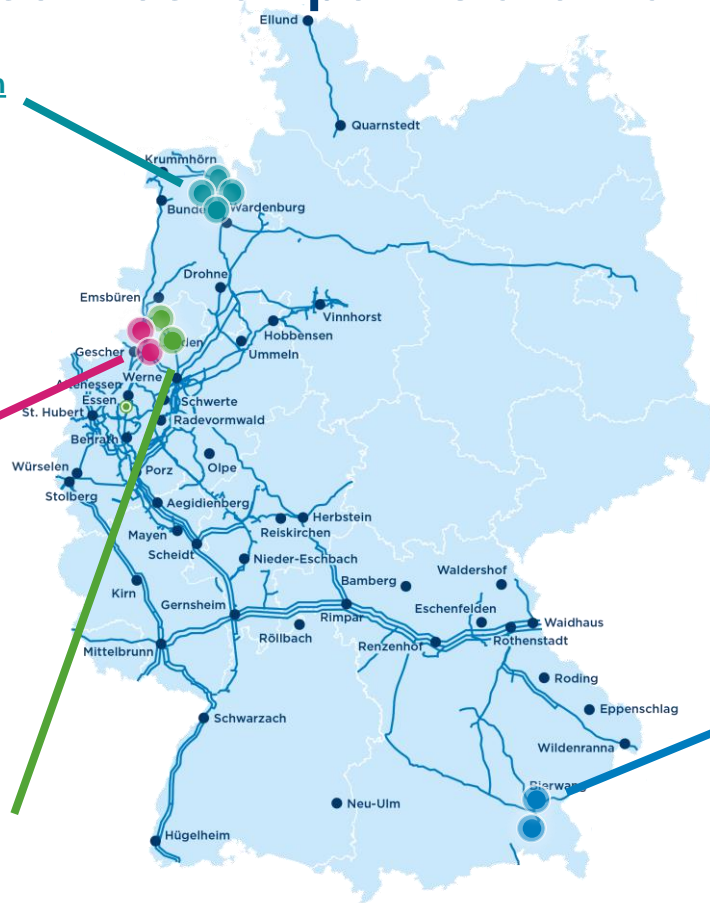 Ellund
Quarnstedt
Krummhörn
Wardenburg
Drohne
Emsbüren
Vinnhorst
Hobbensen
Ummeln
Gescher
Werne
Essen
St. Hubert
Schwerte
Radevormwald
Benrath
Olpe
Würselen
Porz
Stolberg
Aegidienberg
Herbstein
Mayen
Reiskirchen
Scheidt
Nieder-Eschbach
Waldershof
Bamberg
Kirn
Gernsheim
Eschenfelden
Rimpar
Waidhaus
Röllbach
Rothenstadt
Mittelbrunn
Renzenhof
Roding
Eppenschlag
Schwarzach
Wildenranna
Neu-Ulm
Hügelheim